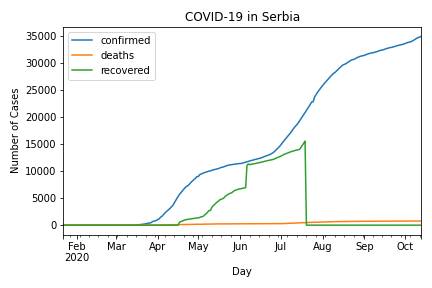 COVID-19 in Serbia
confirmed
deaths
recovered
Number of Cases
35000
30000
25000
20000
15000
10000
5000
0
Feb Mar Apr May Jun Jul Aug Sep Oct
2020
Day